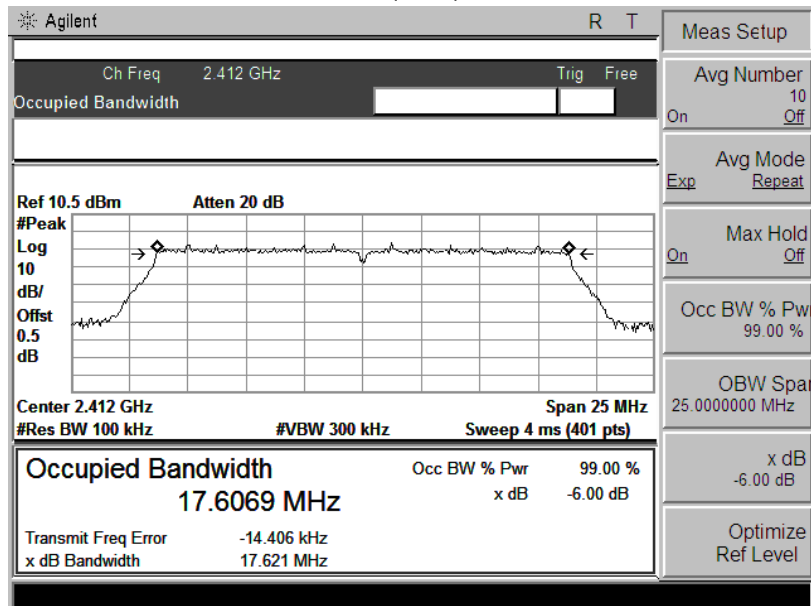 Agilent R T
Ch Freq 2.412 GHz Trig Free
Occupied Bandwidth
Ref 10.5 dBm Atten 20 dB
#Peak
Log
10
dB/
Offst
0.5
dB
Center 2.412 GHz Span 25 MHz
#Res BW 100 kHz #VBW 300 kHz Sweep 4 ms (401 pts)
Occupied Bandwidth Occ BW % Pwr 99.00 %
17.6069 MHz x dB -6.00 dB
Transmit Freq Error -14.406 kHz
x dB Bandwidth 17.621 MHz
Meas Setup
Avg Number
10
On Off
Avg Mode
Exp Repeat
Max Hold
On Off
Occ BW % Pwr
99.00 %
OBW Span
25.0000000 MHz
x dB
-6.00 dB
Optimize
Ref Level